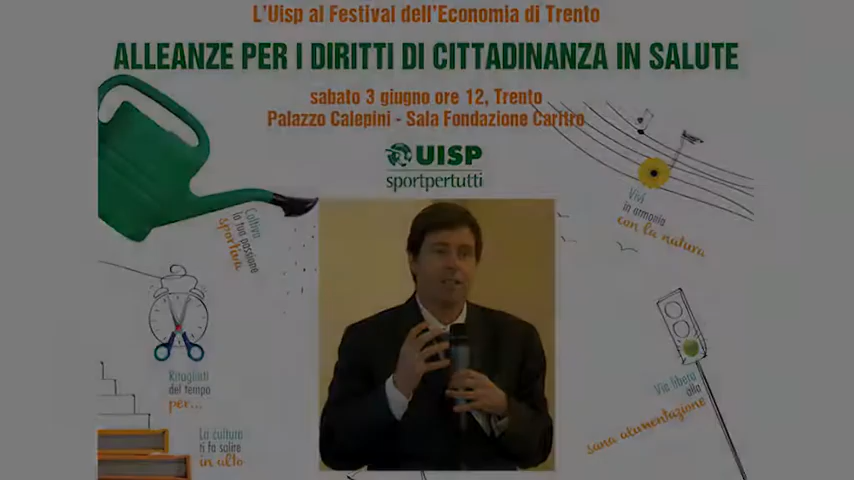 L'Uisp al Festival dell'Economia di Trento
ALLEANZE PER I DIRITTI DI CITTADINANZA IN SALUTE
sabato 3 giugno ore 12, Trento
Palazzo Calepini - Sala Fondazione Caritro
UISP
sportpertutti
Coltiva
la tua passione
sportiva
Vivi
in armonia
con la natura
Ritagliati
del tempo
per...
Via libera
alla
sana alimentazione
La cultura
ti fa salire
in alto